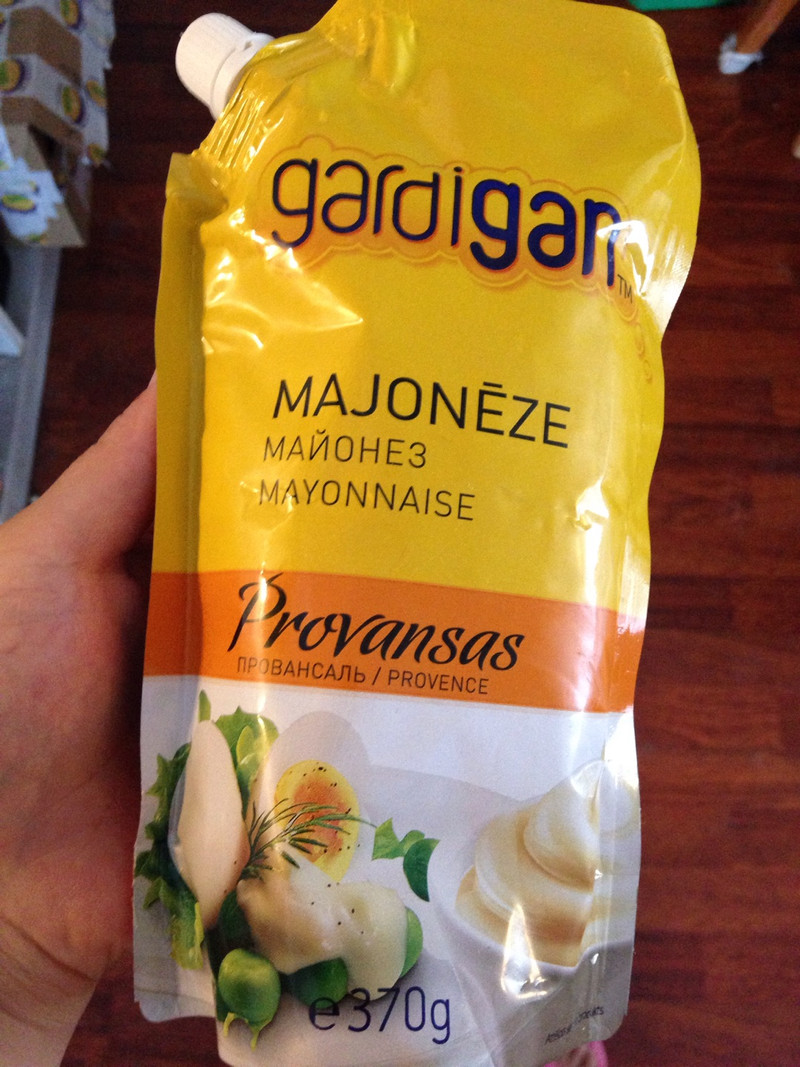 gardigan™
MAJONĒZE
МАЙОНЕЗ
MAYONNAISE
Provansas
ПРОВАНСАЛЬ / PROVENCE
℮370g